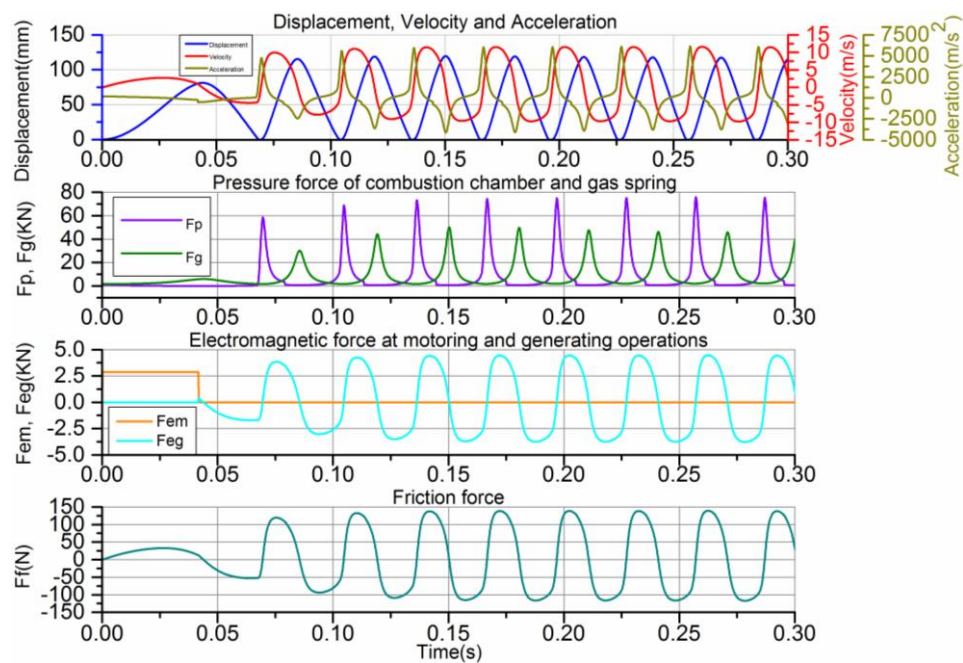 Displacement, Velocity and Acceleration
Displacement(mm)
150
100
50
0
Displacement
Velocity
Acceleration
15
10
5
0
-5
-10
-15
Velocity(m/s)
7500
5000
2500
0
-2500
-5000
Acceleration(m/s²)
0.00 0.05 0.10 0.15 0.20 0.25 0.30
Pressure force of combustion chamber and gas spring
Fp, Fg(KN)
80
60
40
20
0
Fp
Fg
0.00 0.05 0.10 0.15 0.20 0.25 0.30
Electromagnetic force at motoring and generating operations
Fem, Feg(KN)
5.0
2.5
0.0
-2.5
-5.0
Fem
Feg
0.00 0.05 0.10 0.15 0.20 0.25 0.30
Friction force
Ff(N)
150
100
50
0
-50
-100
-150
0.00 0.05 0.10 0.15 0.20 0.25 0.30
Time(s)